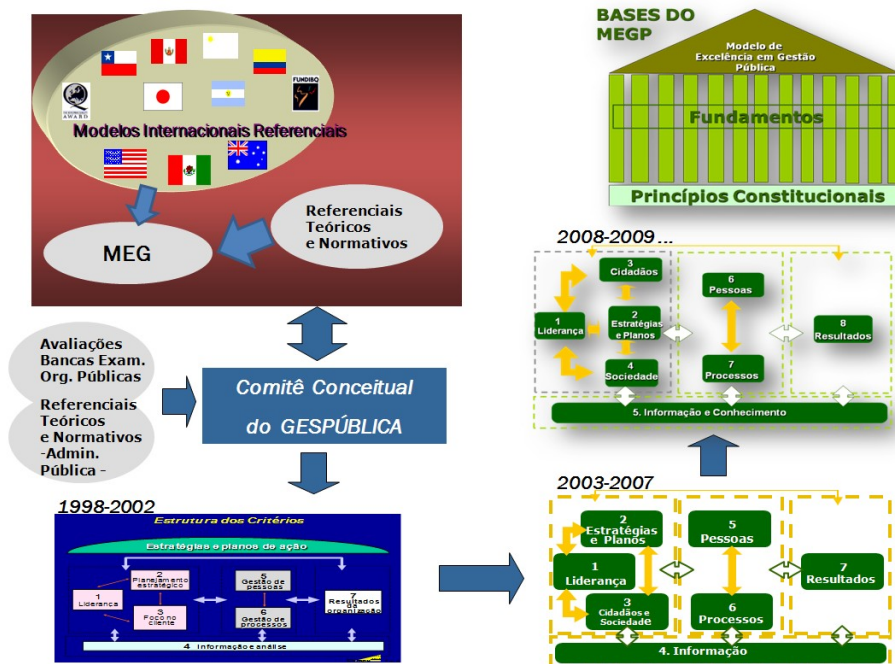 AWARD
FUNDIBQ
Modelos Internacionais Referenciais
MEG
Referenciais
Teóricos
e Normativos
Avaliações
Bancas Exam.
Org. Públicas
Referenciais
Teóricos
e Normativos
-Admin.
Pública -
Comitê Conceitual
do GESPÚBLICA
1998-2002
Estrutura dos Critérios
Estratégias e planos de ação
1
Liderança
2
Planejamento
estratégico
3
Foco no
cliente
5
Gestão de
pessoas
6
Gestão de
processos
7
Resultados
da
organização
4 Informação e análise
BASES DO
MEGP
Modelo de
Excelência em Gestão
Pública
Fundamentos
Princípios Constitucionais
2008-2009...
3
Cidadãos
1
Liderança
2
Estratégias
e Planos
4
Sociedade
6
Pessoas
7
Processos
8
Resultados
5. Informação e Conhecimento
2003-2007
2
Estratégias
e Planos
1
Liderança
3
Cidadãos e
Sociedade
5
Pessoas
6
Processos
7
Resultados
4. Informação